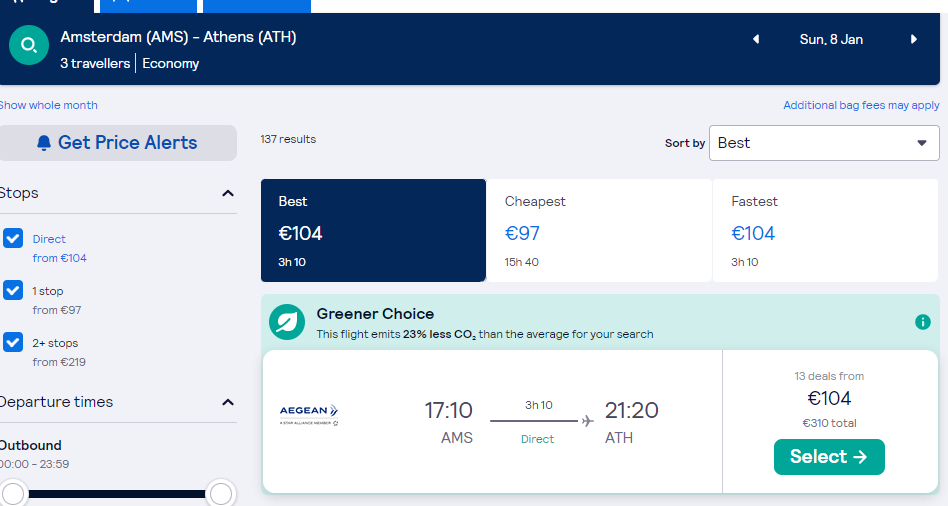 Amsterdam (AMS) – Athens (ATH)
3 travellers Economy
Sun, 8 Jan
Show whole month
Additional bag fees may apply
Get Price Alerts
137 results
Sort by Best
Stops
Direct
from €104
1 stop
from €97
2+ stops
from €219
Departure times
Outbound
00:00 – 23:59
Best
€104
3h 10
Cheapest
€97
15h 40
Fastest
€104
3h 10
Greener Choice
This flight emits 23% less CO₂ than the average for your search
AEGEAN
A STAR ALLIANCE MEMBER
17:10
AMS
3h 10
Direct
21:20
ATH
13 deals from
€104
€310 total
Select →